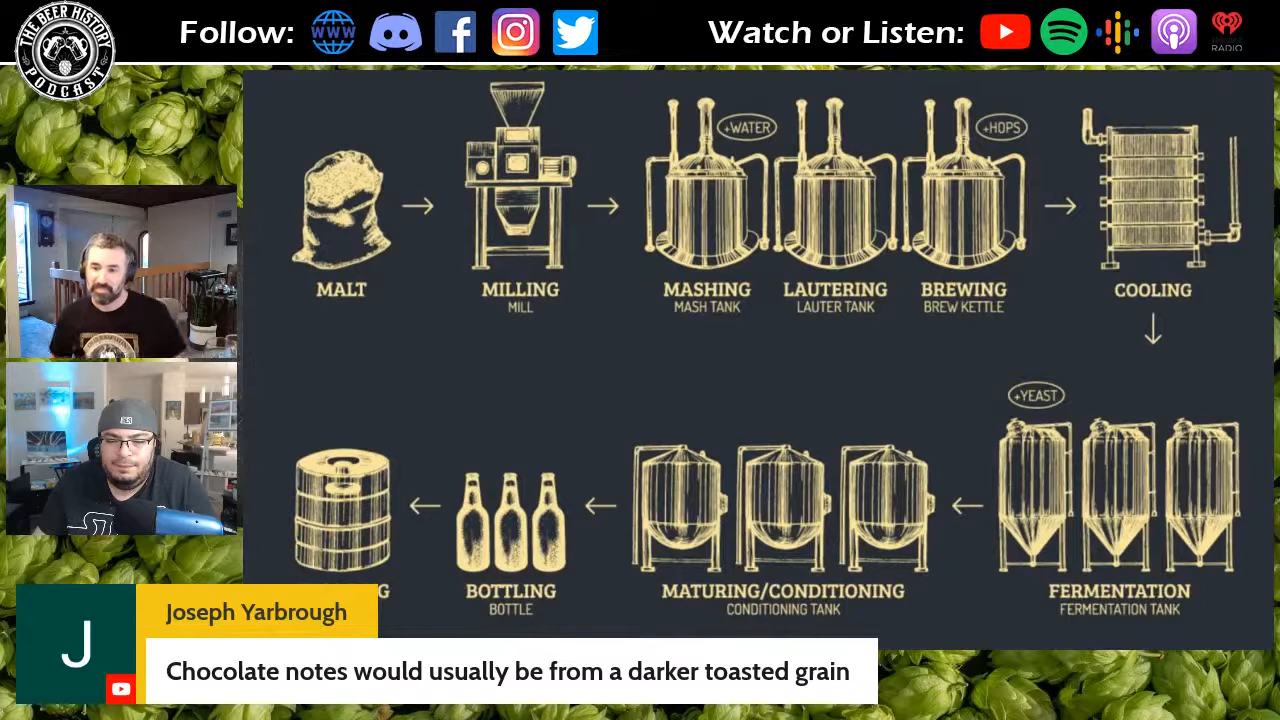 THE BEER HISTORY
PODCAST
Follow:
WWW
Watch or Listen:
RADIO
+WATER
+HOPS
MALT
MILLING
MILL
MASHING
MASH TANK
LAUTERING
LAUTER TANK
BREWING
BREW KETTLE
COOLING
+YEAST
G
BOTTLING
BOTTLE
MATURING/CONDITIONING
CONDITIONING TANK
FERMENTATION
FERMENTATION TANK
J
Joseph Yarbrough
Chocolate notes would usually be from a darker toasted grain